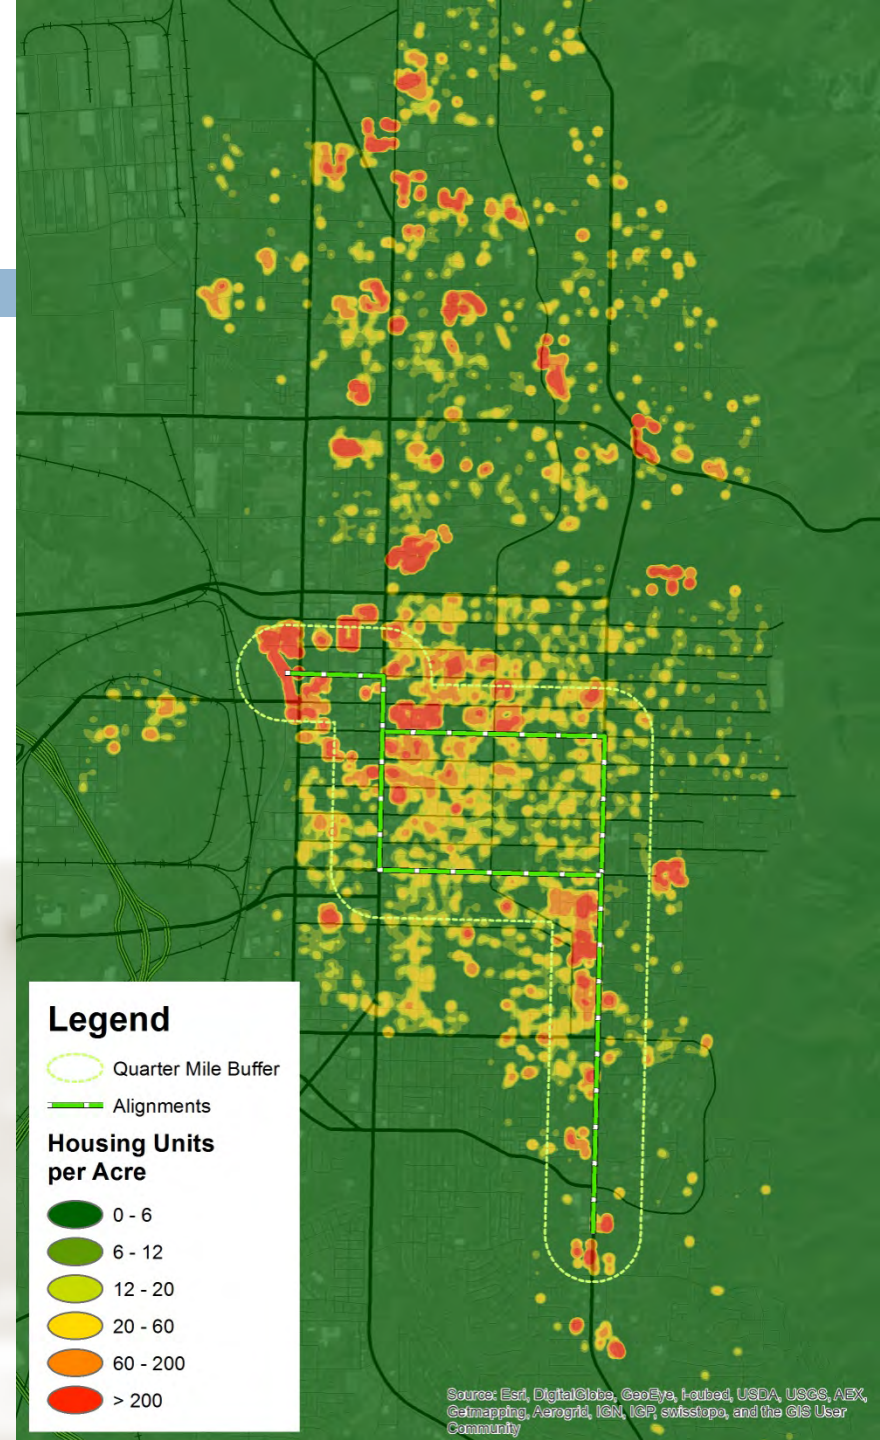 Legend
Quarter Mile Buffer
Alignments
Housing Units
per Acre
0 - 6
6 - 12
12 - 20
20 - 60
60 - 200
> 200
Source: Esri, DigitalGlobe, GeoEye, i-cubed, USDA, USGS, AEX,
Getmapping, Aerogrid, IGN, IGP, swisstopo, and the GIS User
Community